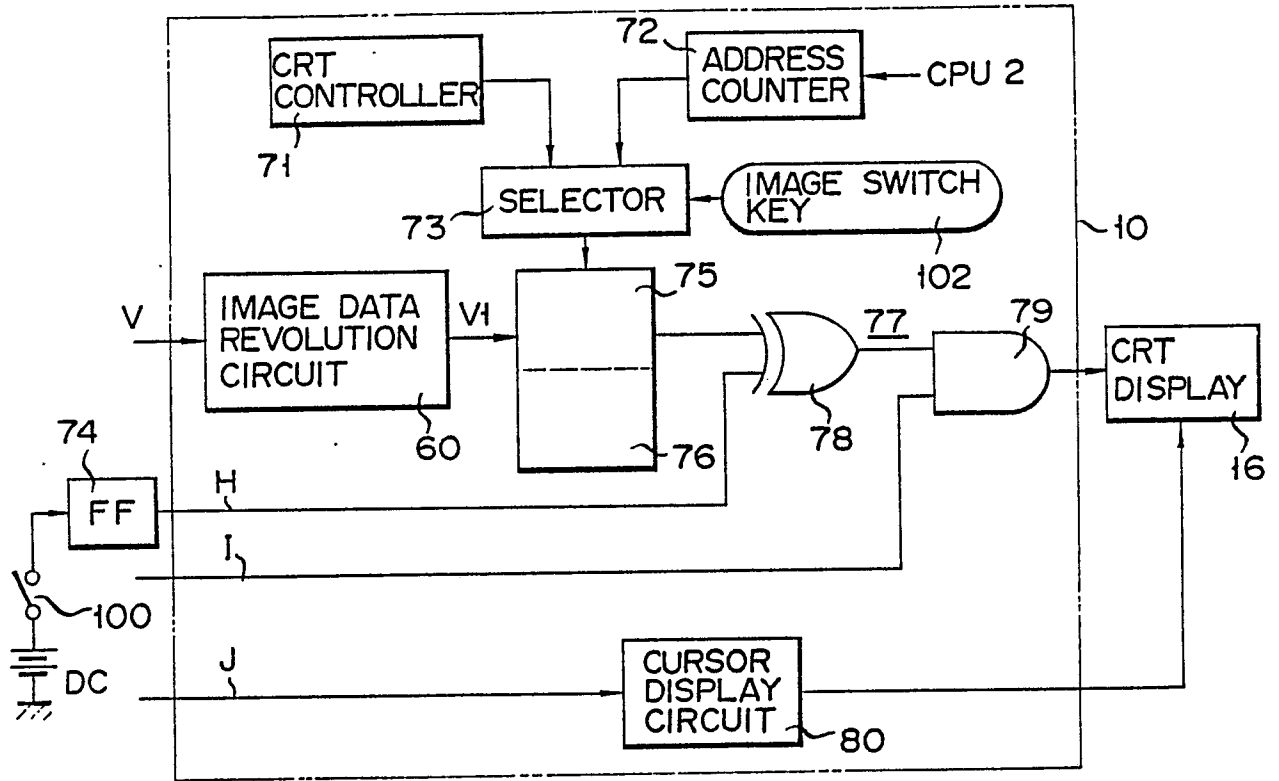 72
CRT
CONTROLLER
71
ADDRESS
COUNTER
CPU 2
SELECTOR
73
IMAGE SWITCH
KEY
102
10
V
IMAGE DATA
REVOLUTION
CIRCUIT
60
V1
75
76
77
78
79
CRT
DISPLAY
16
74
FF
H
I
100
DC
J
CURSOR
DISPLAY
CIRCUIT
80